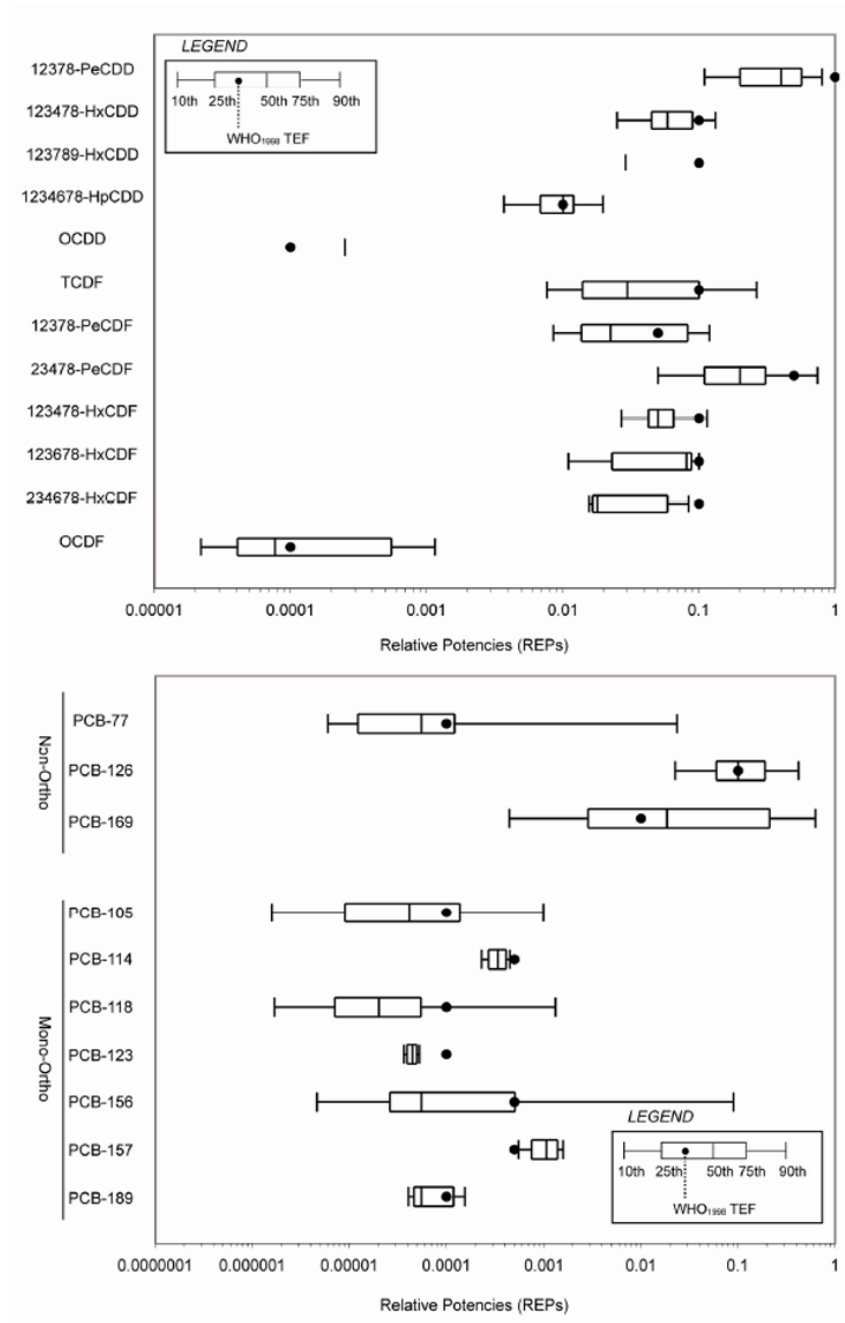 LEGEND
10th 25th 50th 75th 90th
WHO1998 TEF
12378-PeCDD
123478-HxCDD
123789-HxCDD
1234678-HpCDD
OCDD
TCDF
12378-PeCDF
23478-PeCDF
123478-HxCDF
123678-HxCDF
234678-HxCDF
OCDF
0.00001 0.0001 0.001 0.01 0.1 1
Relative Potencies (REPs)
Non-Ortho
PCB-77
PCB-126
PCB-169
Mono-Ortho
PCB-105
PCB-114
PCB-118
PCB-123
PCB-156
PCB-157
PCB-189
LEGEND
10th 25th 50th 75th 90th
WHO1998 TEF
0.0000001 0.000001 0.00001 0.0001 0.001 0.01 0.1 1
Relative Potencies (REPs)